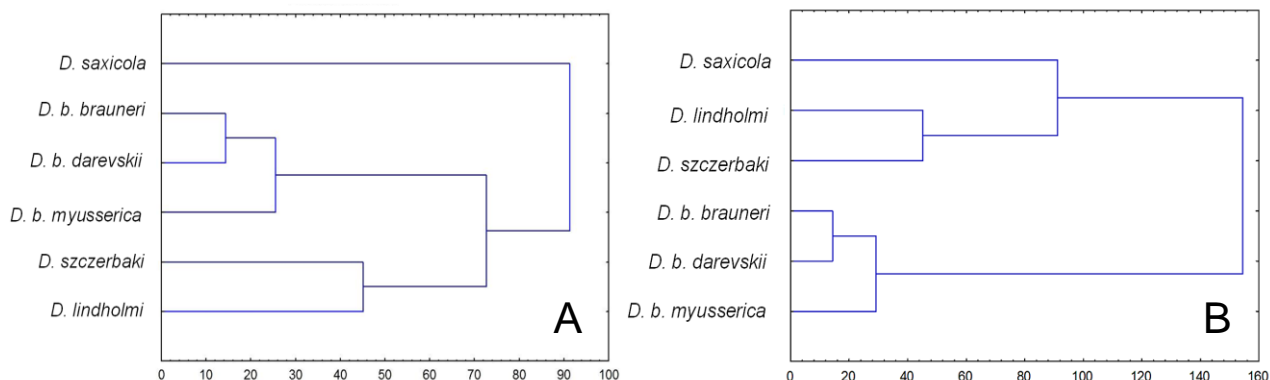 D. saxicola
D. b. brauneri
D. b. darevskii
D. b. myusserica
D. szczerbaki
D. lindholmi
A
0 10 20 30 40 50 60 70 80 90 100
D. saxicola
D. lindholmi
D. szczerbaki
D. b. brauneri
D. b. darevskii
D. b. myusserica
B
0 20 40 60 80 100 120 140 160